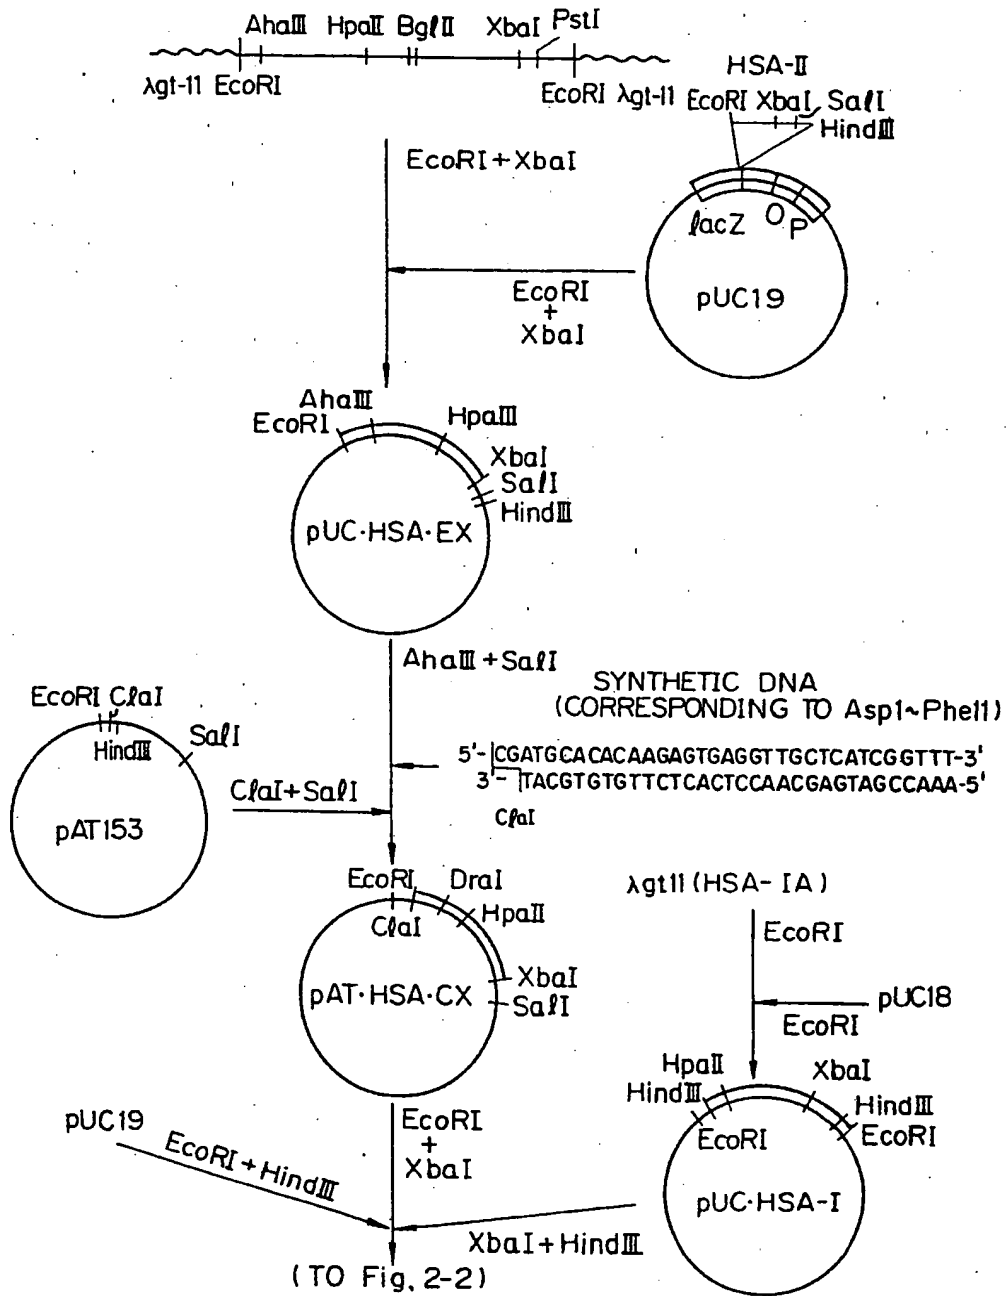 AhaⅢ HpaⅡ BglⅡ XbaI PstI
λgt-11 EcoRI EcoRI λgt-11
HSA-Ⅱ
EcoRI XbaI SalI
HindⅢ
EcoRI+XbaI
lacZ O P
pUC19
EcoRI
+
XbaI
AhaⅢ
EcoRI
HpaⅢ
XbaI
SalI
HindⅢ
pUC·HSA·EX
AhaⅢ+SalI
SYNTHETIC DNA
(CORRESPONDING TO Asp1~Phe11)
5'-CGATGCACACAAGAGTGAGGTTGCTCATCGGTTT-3'
3'-TACGTGTGTTCTCACTCCAACGAGTAGCCAAA-5'
ClaI
EcoRI ClaI
HindⅢ
SalI
pAT153
ClaI+SalI
EcoRI DraI
ClaI
HpaⅡ
XbaI
SalI
pAT·HSA·CX
λgt11(HSA-IA)
EcoRI
pUC18
EcoRI
HpaⅡ XbaI
HindⅢ HindⅢ
EcoRI EcoRI
pUC·HSA-I
pUC19
EcoRI+HindⅢ
EcoRI
+
XbaI
XbaI+HindⅢ
(TO Fig. 2-2)